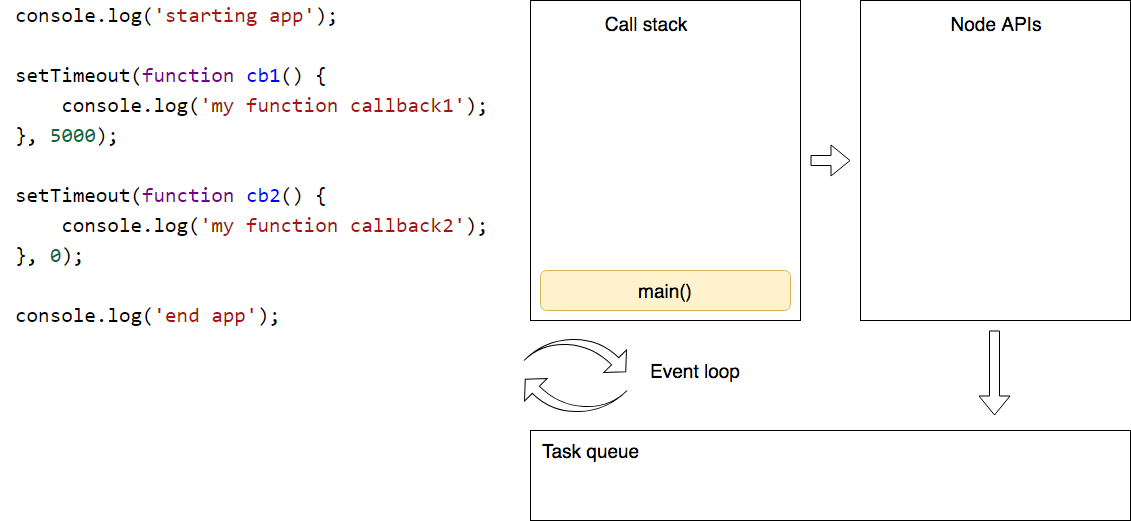 console.log('starting app');
setTimeout(function cb1() {
    console.log('my function callback1');
}, 5000);
setTimeout(function cb2() {
    console.log('my function callback2');
}, 0);
console.log('end app');
Call stack
main()
Node APIs
Event loop
Task queue